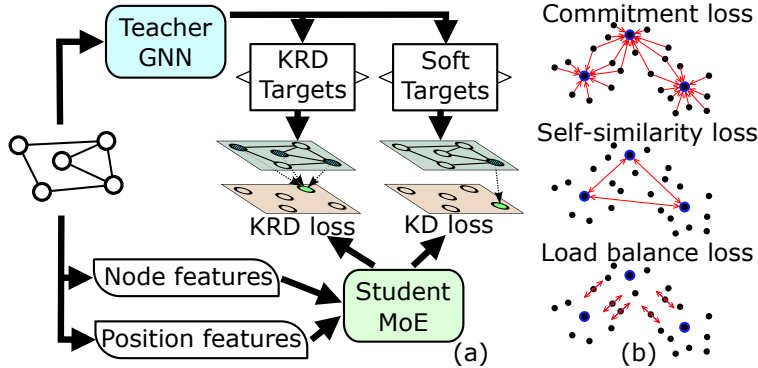 Teacher
GNN
KRD
Targets
Soft
Targets
KRD loss
KD loss
Node features
Position features
Student
MoE
(a)
Commitment loss
Self-similarity loss
Load balance loss
(b)